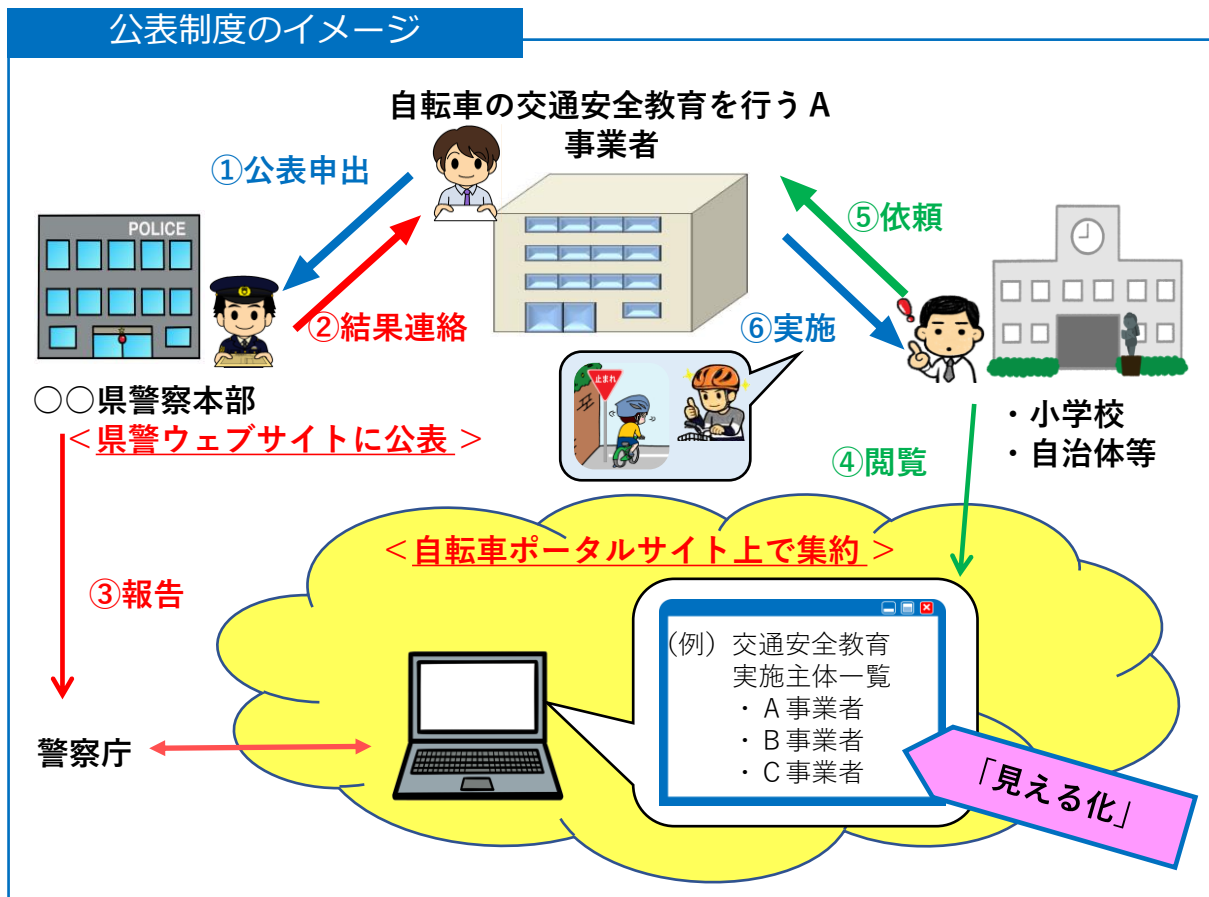 公表制度のイメージ
自転車の交通安全教育を行うA
事業者
①公表申出
②結果連絡
POLICE
○○県警察本部
＜県警ウェブサイトに公表＞
③報告
警察庁
⑤依頼
⑥実施
止まれ
・小学校
・自治体等
④閲覧
＜自転車ポータルサイト上で集約＞
（例）交通安全教育
実施主体一覧
・A事業者
・B事業者
・C事業者
「見える化」